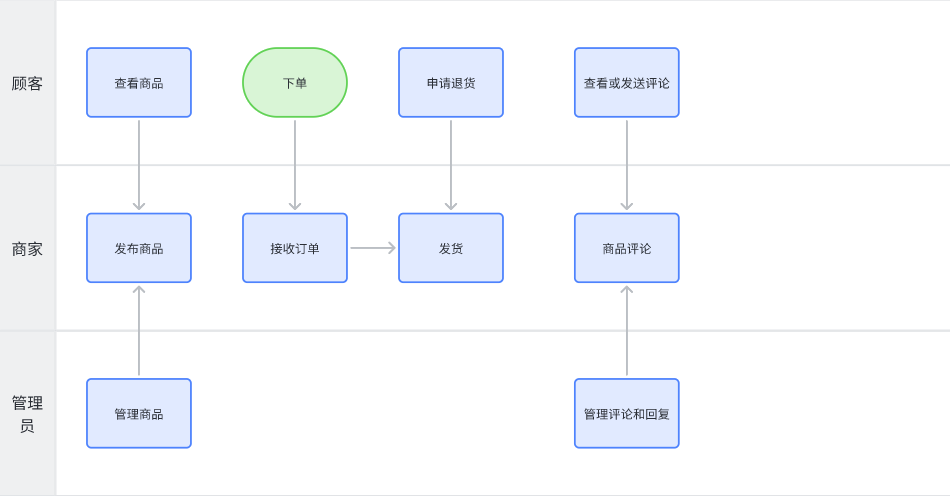 顾客
查看商品
下单
申请退货
查看或发送评论
商家
发布商品
接收订单
发货
商品评论
管理
员
管理商品
管理评论和回复